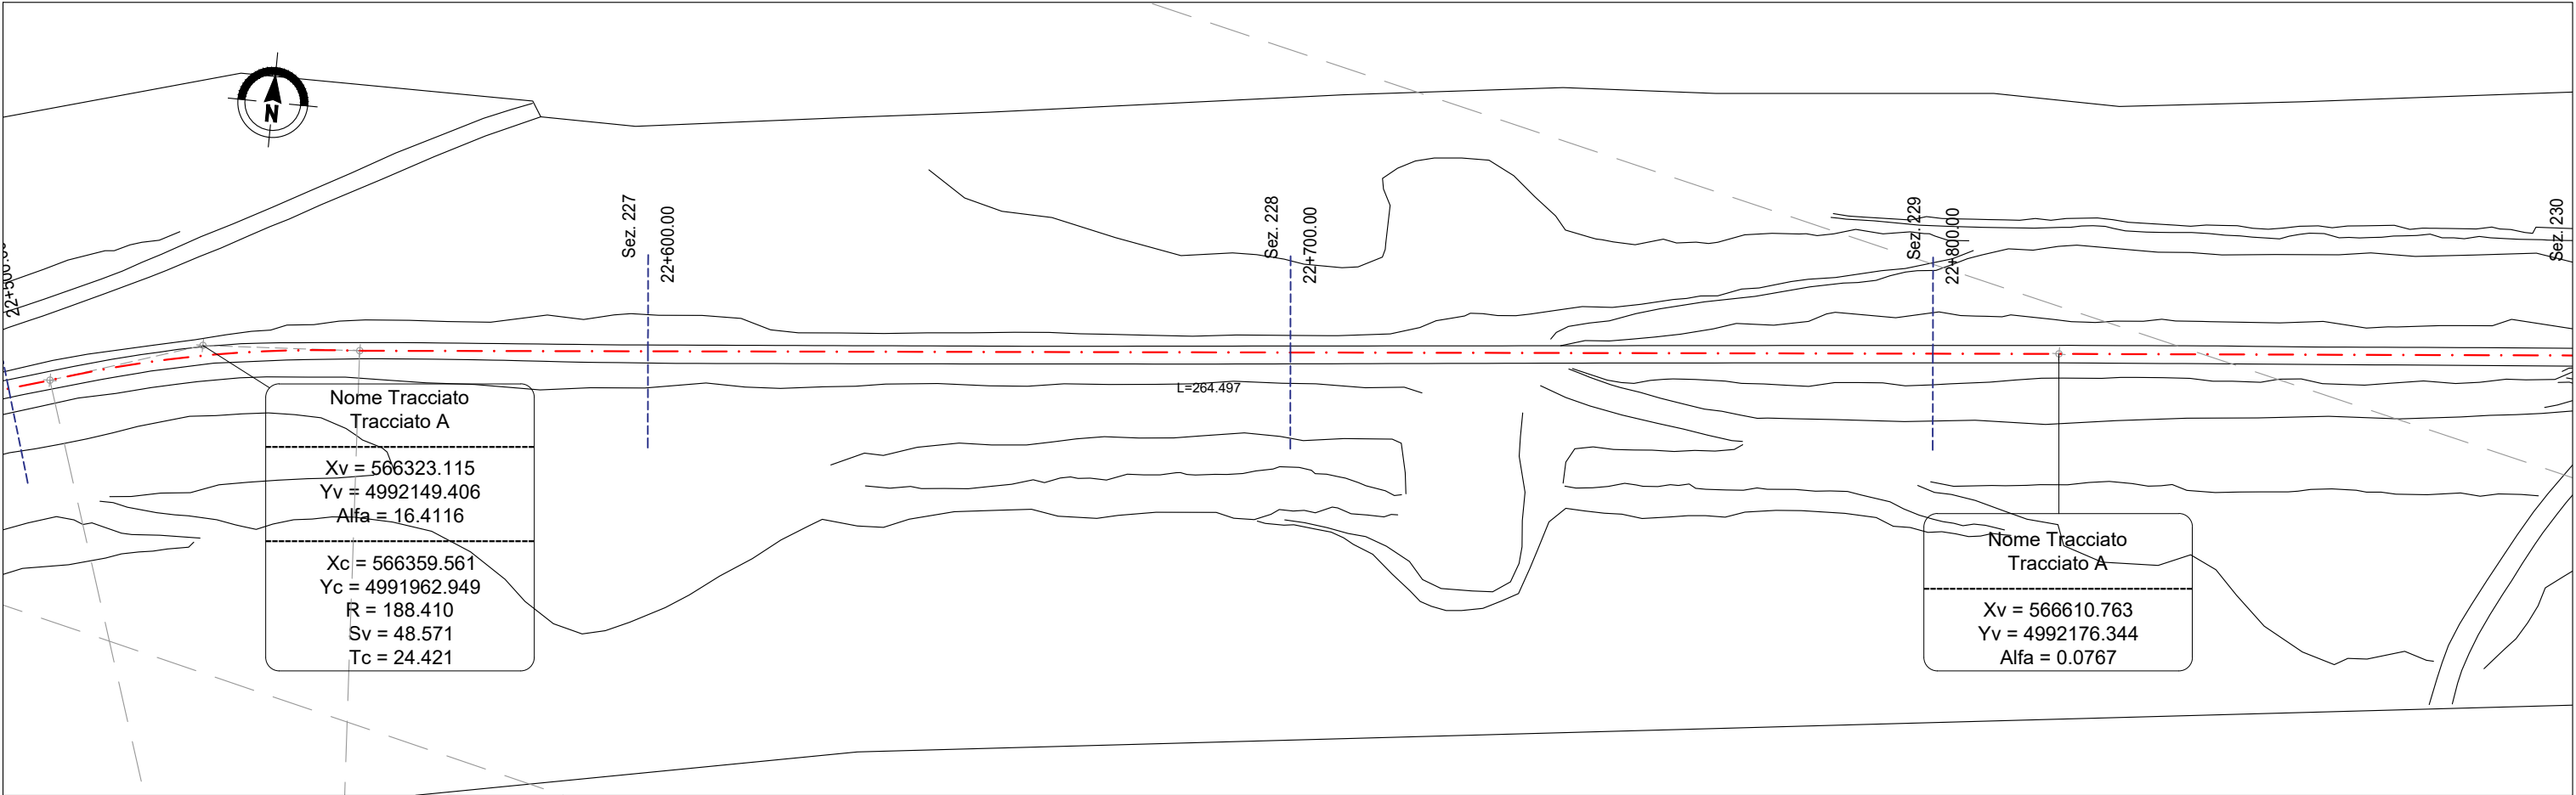 N
Sez. 227
22+600.00
Sez. 228
22+700.00
Sez. 229
22+800.00
Sez. 230
L=264.497
Nome Tracciato
Tracciato A
Xv = 566323.115
Yv = 4992149.406
Alfa = 16.4116
Xc = 566359.561
Yc = 4991962.949
R = 188.410
Sv = 48.571
Tc = 24.421
Nome Tracciato
Tracciato A
Xv = 566610.763
Yv = 4992176.344
Alfa = 0.0767